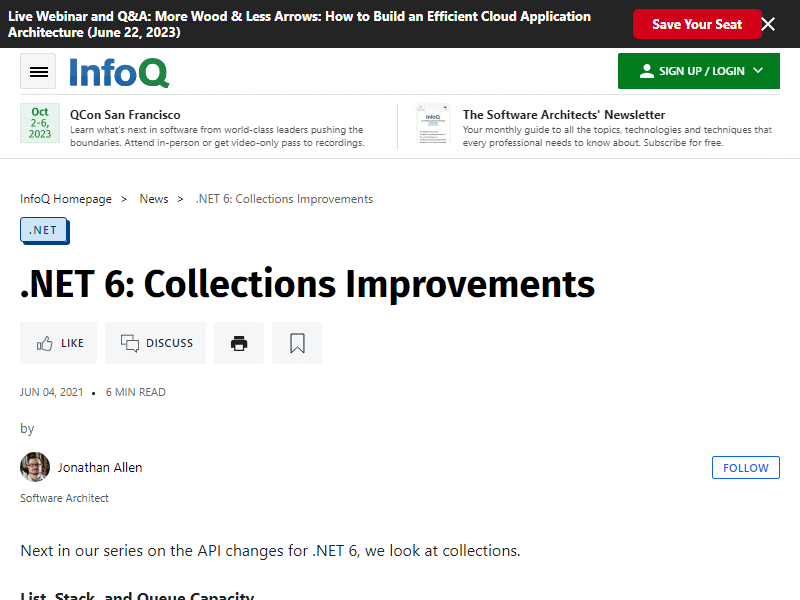 Live Webinar and Q&A: More Wood & Less Arrows: How to Build an Efficient Cloud Application
Architecture (June 22, 2023)
Save Your Seat
InfoQ
SIGN UP / LOGIN
Oct
2-6,
2023
QCon San Francisco
Learn what's next in software from world-class leaders pushing the
boundaries. Attend in-person or get video-only pass to recordings.
The Software Architects' Newsletter
Your monthly guide to all the topics, technologies and techniques that
every professional needs to know about. Subscribe for free.
InfoQ Homepage > News > .NET 6: Collections Improvements
.NET
.NET 6: Collections Improvements
LIKE
DISCUSS
JUN 04, 2021 • 6 MIN READ
by
Jonathan Allen
FOLLOW
Software Architect
Next in our series on the API changes for .NET 6, we look at collections.
List, Stack, and Queue Capacity